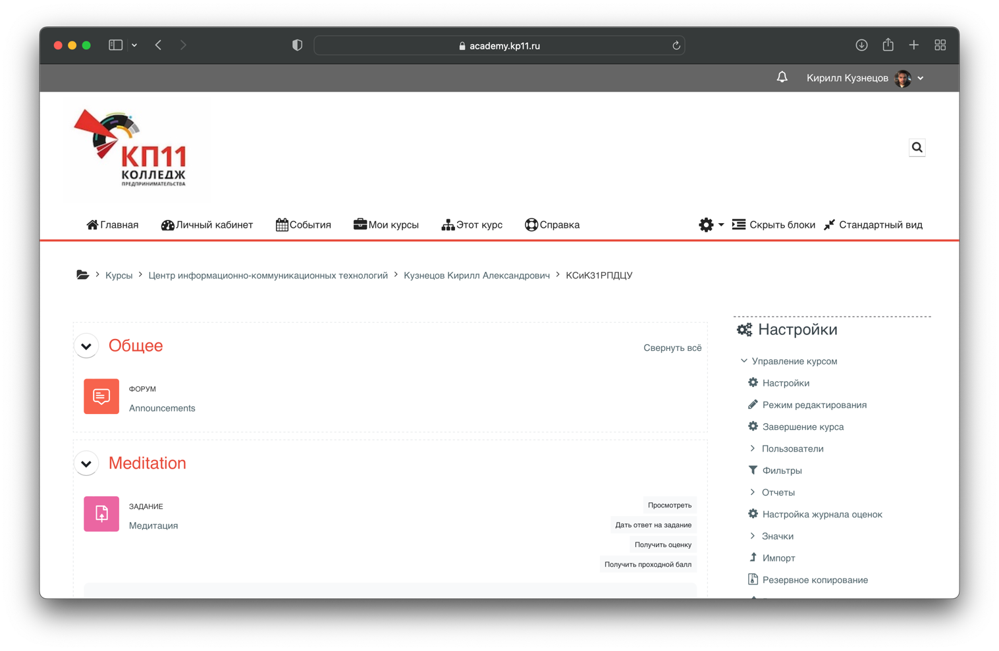 academy.kp11.ru
Кирилл Кузнецов
КП11
КОЛЛЕДЖ
ПРЕДПРИНИМАТЕЛЬСТВА
Главная Личный кабинет События Мои курсы Этот курс Справка Скрыть блоки Стандартный вид
Курсы Центр информационно-коммуникационных технологий Кузнецов Кирилл Александрович КСиК31РПДЦУ
Общее
Свернуть всё
ФОРУМ
Announcements
Meditation
ЗАДАНИЕ
Медитация
Просмотреть
Дать ответ на задание
Получить оценку
Получить проходной балл
Настройки
Управление курсом
Настройки
Режим редактирования
Завершение курса
Пользователи
Фильтры
Отчеты
Настройка журнала оценок
Значки
Импорт
Резервное копирование